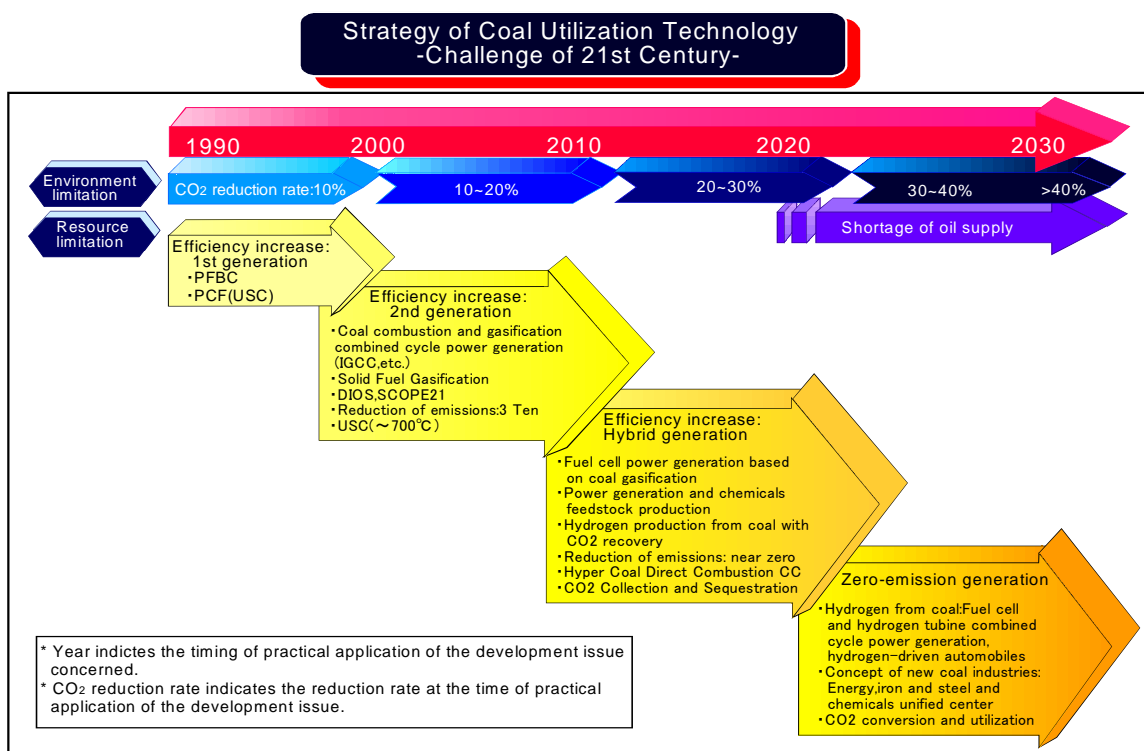 Strategy of Coal Utilization Technology
-Challenge of 21st Century-
1990 2000 2010 2020 2030
Environment
limitation
CO2 reduction rate:10% 10~20% 20~30% 30~40% >40%
Resource
limitation
Shortage of oil supply
Efficiency increase:
1st generation
・PFBC
・PCF(USC)
Efficiency increase:
2nd generation
・Coal combustion and gasification
combined cycle power generation
(IGCC,etc.)
・Solid Fuel Gasification
・DIOS,SCOPE21
・Reduction of emissions:3 Ten
・USC(～700℃)
Efficiency increase:
Hybrid generation
・Fuel cell power generation based
on coal gasification
・Power generation and chemicals
feedstock production
・Hydrogen production from coal with
CO2 recovery
・Reduction of emissions: near zero
・Hyper Coal Direct Combustion CC
・CO2 Collection and Sequestration
Zero-emission generation
・Hydrogen from coal:Fuel cell
and hydrogen tubine combined
cycle power generation,
hydrogen-driven automobiles
・Concept of new coal industries:
Energy,iron and steel and
chemicals unified center
・CO2 conversion and utilization
* Year indictes the timing of practical application of the development issue
concerned.
* CO2 reduction rate indicates the reduction rate at the time of practical
application of the development issue.